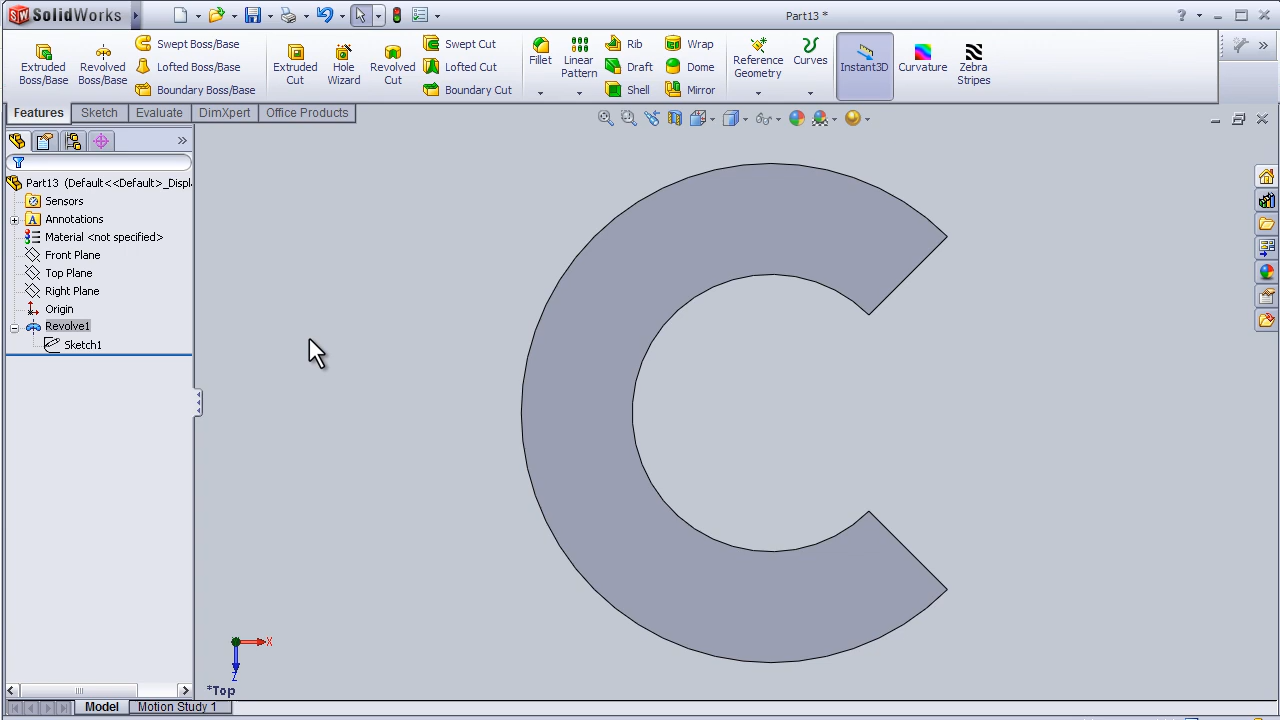 SolidWorks
Part13 *
Extruded Boss/Base
Revolved Boss/Base
Swept Boss/Base
Lofted Boss/Base
Boundary Boss/Base
Extruded Cut
Hole Wizard
Revolved Cut
Swept Cut
Lofted Cut
Boundary Cut
Fillet
Linear Pattern
Rib
Draft
Shell
Wrap
Dome
Mirror
Reference Geometry
Curves
Instant3D
Curvature
Zebra Stripes
Features
Sketch
Evaluate
DimXpert
Office Products
Part13 (Default<<Default>_Displ
Sensors
Annotations
Material <not specified>
Front Plane
Top Plane
Right Plane
Origin
Revolve1
Sketch1
X
Z
*Top
Model
Motion Study 1